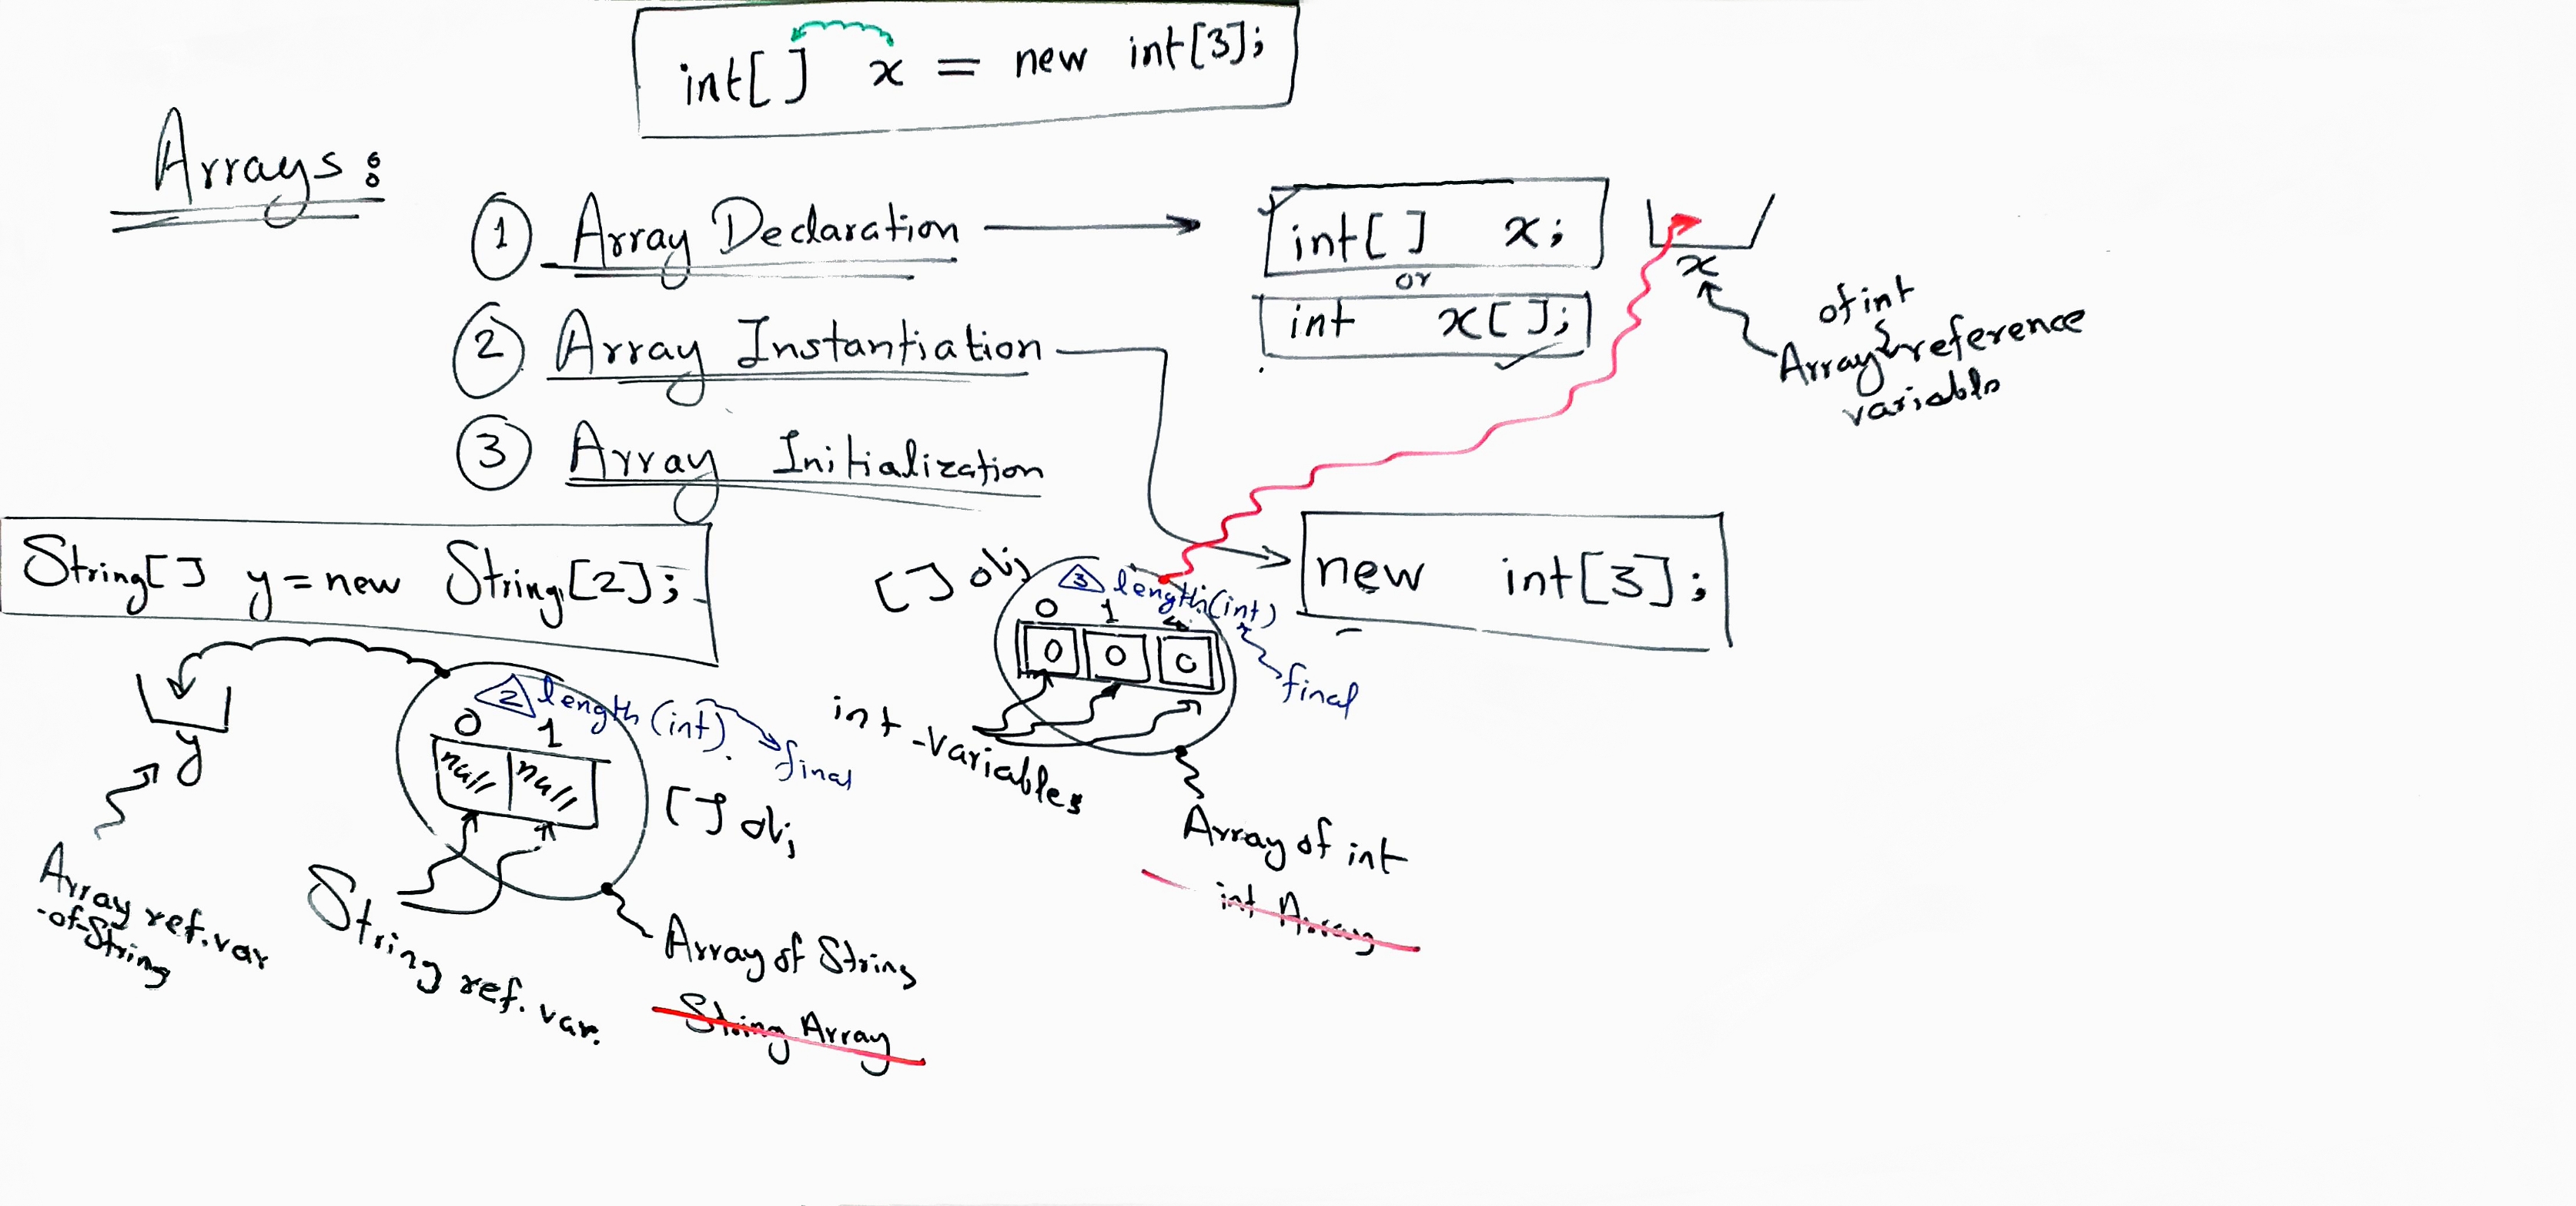 int[] x = new int[3];
Arrays:
1 Array Declaration
int[ ] x;
or
int x[ ];
x
of int
Array reference
variable
2 Array Instantiation
3 Array Initialization
String[ ] y = new String[2];
new int[3];
[ ] obj
3 length(int)
final
0 1
0 0 0
int - Variables
Array of int
int Array
y
Array ref. var
-of-String
2 length (int).
final
0 1
null null
[ ] obj
String ref. var.
Array of String
String Array